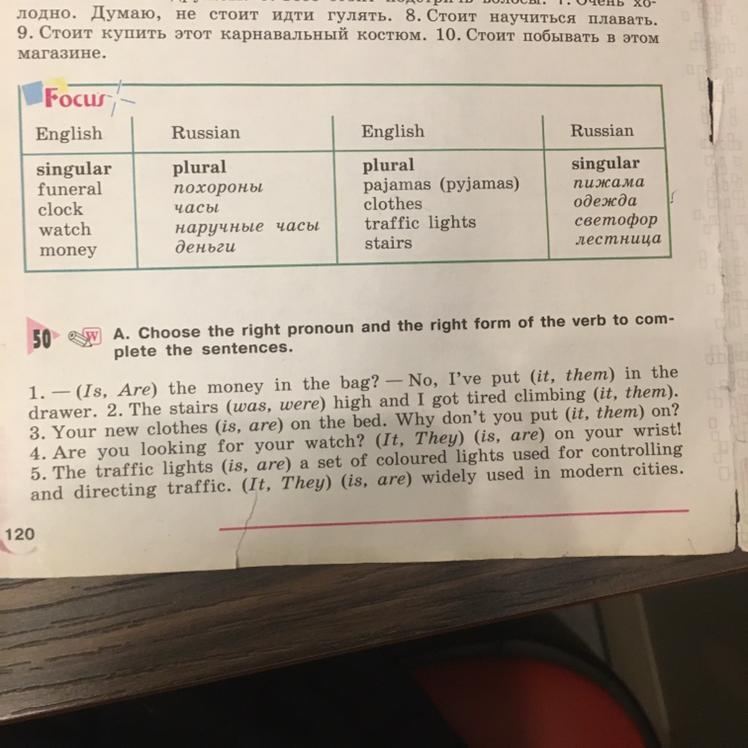 лодно. Думаю, не стоит идти гулять. 8. Стоит научиться плавать.
9. Стоит купить этот карнавальный костюм. 10. Стоит побывать в этом
магазине.
Focus
English Russian English Russian
singular plural plural singular
funeral похороны pajamas (pyjamas) пижама
clock часы clothes одежда
watch наручные часы traffic lights светофор
money деньги stairs лестница
50 W A. Choose the right pronoun and the right form of the verb to com-
plete the sentences.
1. — (Is, Are) the money in the bag? — No, I've put (it, them) in the
drawer. 2. The stairs (was, were) high and I got tired climbing (it, them).
3. Your new clothes (is, are) on the bed. Why don't you put (it, them) on?
4. Are you looking for your watch? (It, They) (is, are) on your wrist!
5. The traffic lights (is, are) a set of coloured lights used for controlling
and directing traffic. (It, They) (is, are) widely used in modern cities.
120